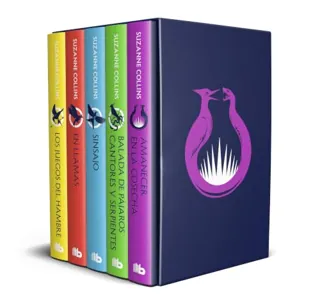 SUZANNE COLLINS
LOS JUEGOS DEL HAMBRE
SUZANNE COLLINS
EN LLAMAS
SUZANNE COLLINS
SINSAJO
SUZANNE COLLINS
BALADA DE PÁJAROS
CANTORES Y SERPIENTES
SUZANNE COLLINS
AMANECER
EN LA COSECHA
b
b
b
b
b